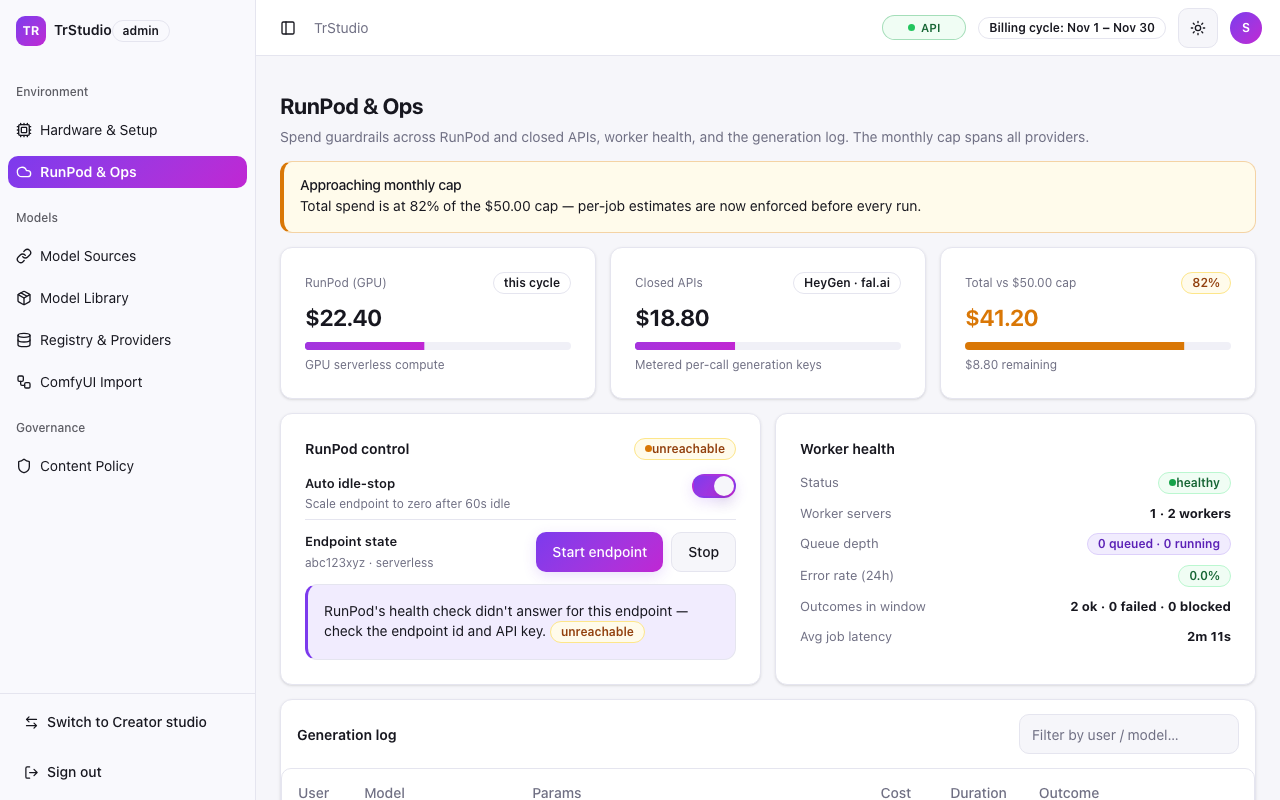 TR TrStudio admin
Environment
Hardware & Setup
RunPod & Ops
Models
Model Sources
Model Library
Registry & Providers
ComfyUI Import
Governance
Content Policy
Switch to Creator studio
Sign out
TrStudio
API
Billing cycle: Nov 1 – Nov 30
S
RunPod & Ops
Spend guardrails across RunPod and closed APIs, worker health, and the generation log. The monthly cap spans all providers.
Approaching monthly cap
Total spend is at 82% of the $50.00 cap — per-job estimates are now enforced before every run.
RunPod (GPU) this cycle
$22.40
GPU serverless compute
Closed APIs HeyGen · fal.ai
$18.80
Metered per-call generation keys
Total vs $50.00 cap 82%
$41.20
$8.80 remaining
RunPod control unreachable
Auto idle-stop
Scale endpoint to zero after 60s idle
Endpoint state
abc123xyz · serverless
Start endpoint Stop
RunPod's health check didn't answer for this endpoint —
check the endpoint id and API key. unreachable
Worker health
Status healthy
Worker servers 1 · 2 workers
Queue depth 0 queued · 0 running
Error rate (24h) 0.0%
Outcomes in window 2 ok · 0 failed · 0 blocked
Avg job latency 2m 11s
Generation log Filter by user / model…
User Model Params Cost Duration Outcome